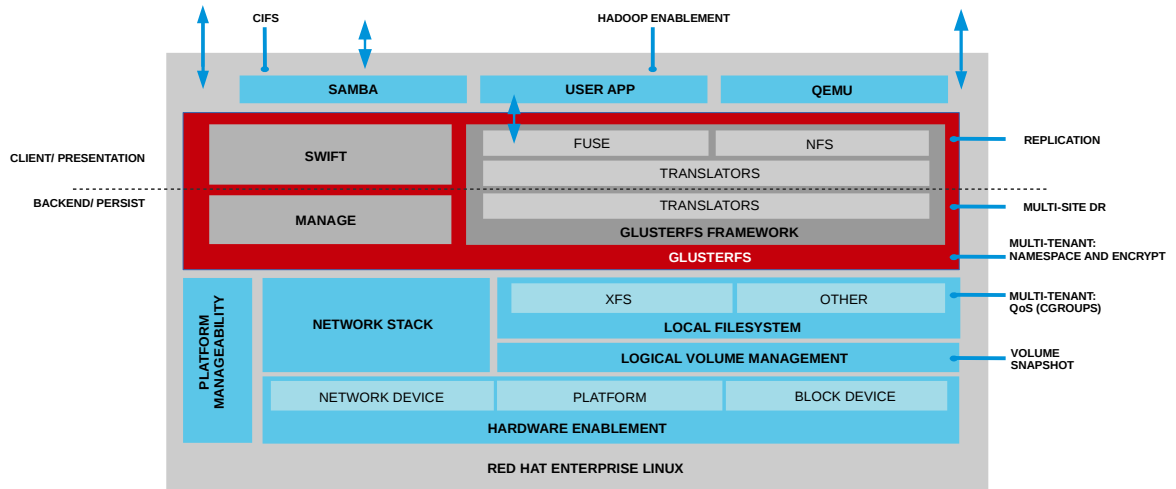 CIFS
HADOOP ENABLEMENT
SAMBA
USER APP
QEMU
SWIFT
FUSE
NFS
REPLICATION
CLIENT/ PRESENTATION
TRANSLATORS
BACKEND/ PERSIST
TRANSLATORS
MULTI-SITE DR
MANAGE
GLUSTERFS FRAMEWORK
GLUSTERFS
MULTI-TENANT:
NAMESPACE AND ENCRYPT
PLATFORM
MANAGEABILITY
NETWORK STACK
XFS
OTHER
LOCAL FILESYSTEM
MULTI-TENANT:
QoS (CGROUPS)
LOGICAL VOLUME MANAGEMENT
VOLUME
SNAPSHOT
NETWORK DEVICE
PLATFORM
BLOCK DEVICE
HARDWARE ENABLEMENT
RED HAT ENTERPRISE LINUX